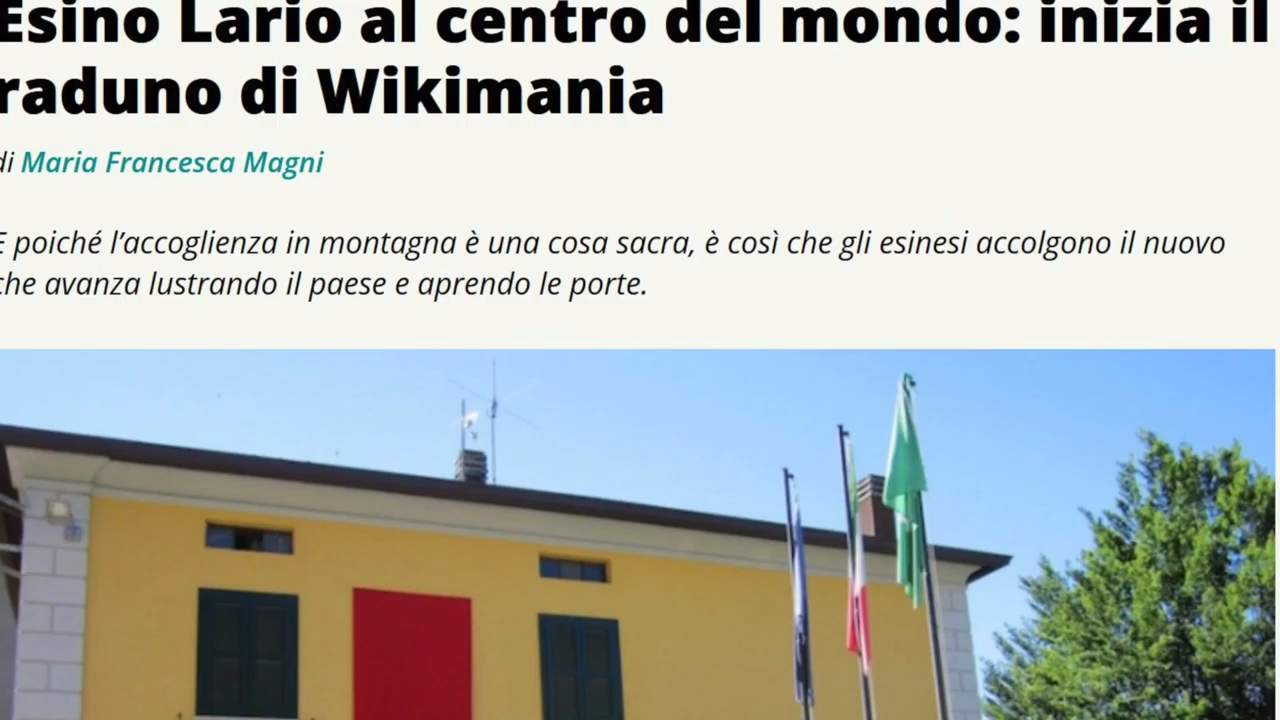 Esino Lario al centro del mondo: inizia il
raduno di Wikimania
di Maria Francesca Magni
E poiché l’accoglienza in montagna è una cosa sacra, è così che gli esinesi accolgono il nuovo
che avanza lustrando il paese e aprendo le porte.